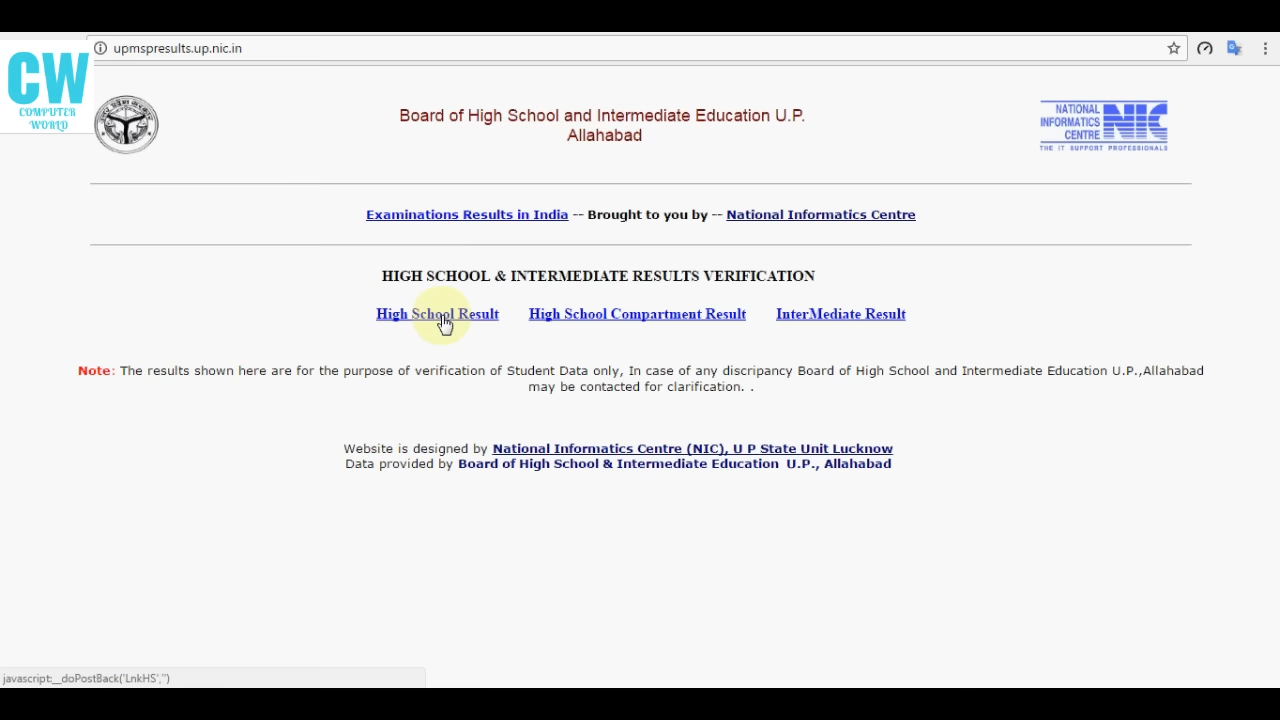 CW
COMPUTER
WORLD
upmspresults.up.nic.in
Board of High School and Intermediate Education U.P.
Allahabad
NATIONAL
INFORMATICS
CENTRE
NIC
THE IT SUPPORT PROFESSIONALS
Examinations Results in India -- Brought to you by -- National Informatics Centre
HIGH SCHOOL & INTERMEDIATE RESULTS VERIFICATION
High School Result High School Compartment Result InterMediate Result
Note: The results shown here are for the purpose of verification of Student Data only, In case of any discripancy Board of High School and Intermediate Education U.P.,Allahabad
may be contacted for clarification. .
Website is designed by National Informatics Centre (NIC), U P State Unit Lucknow
Data provided by Board of High School & Intermediate Education U.P., Allahabad
javascript:__doPostBack('LnkHS','')